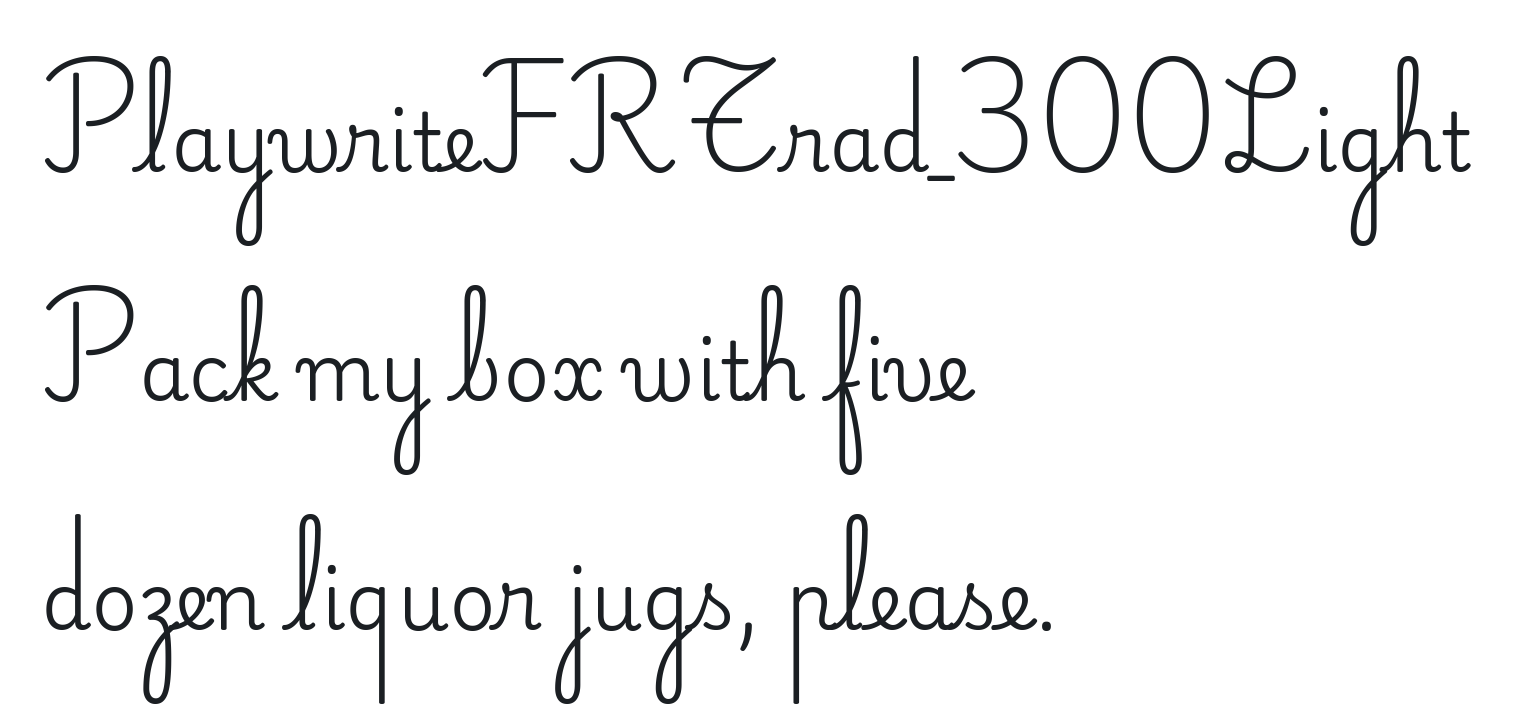 PlaywriteFRTrad_300Light
Pack my box with five
dozen liquor jugs, please.